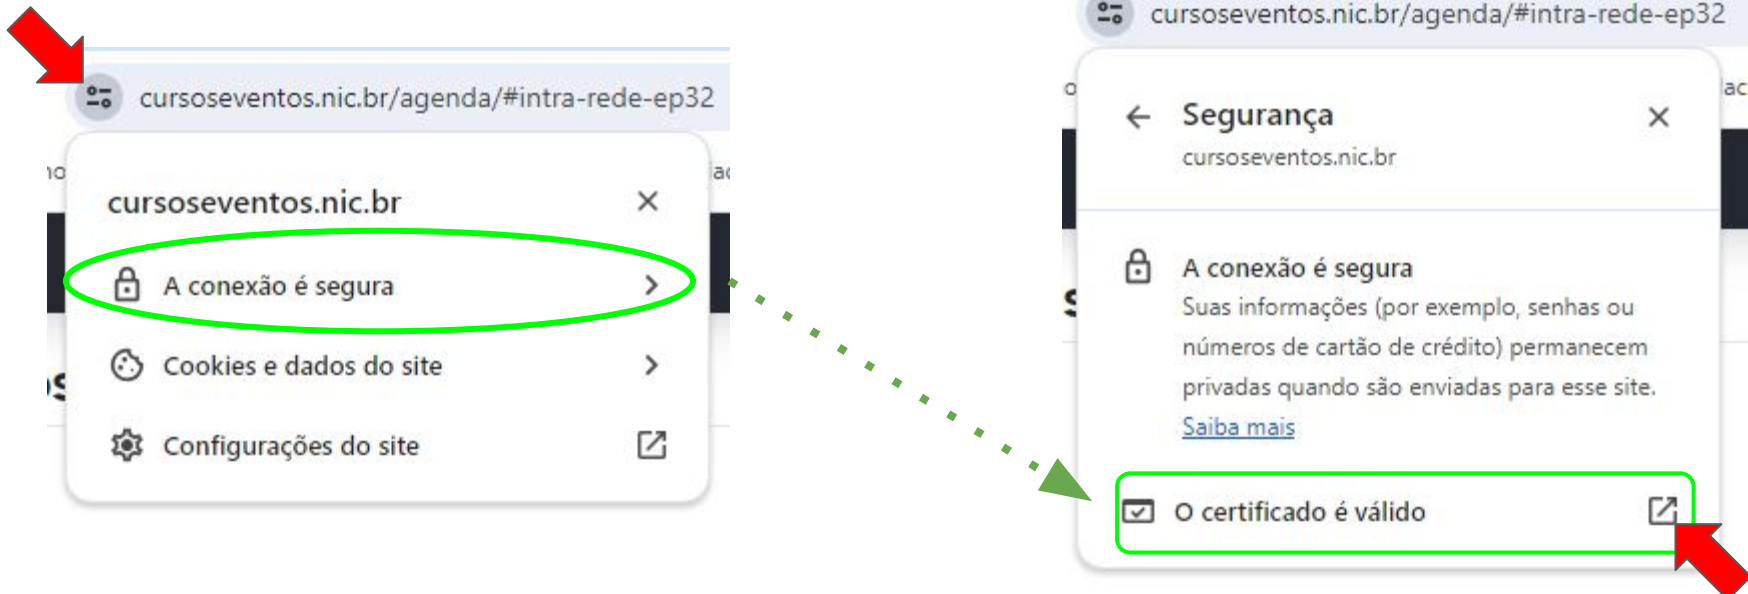 cursoseventos.nic.br/agenda/#intra-rede-ep32
cursoseventos.nic.br
A conexão é segura
Cookies e dados do site
Configurações do site
cursoseventos.nic.br/agenda/#intra-rede-ep32
Segurança
cursoseventos.nic.br
A conexão é segura
Suas informações (por exemplo, senhas ou
números de cartão de crédito) permanecem
privadas quando são enviadas para esse site.
Saiba mais
O certificado é válido